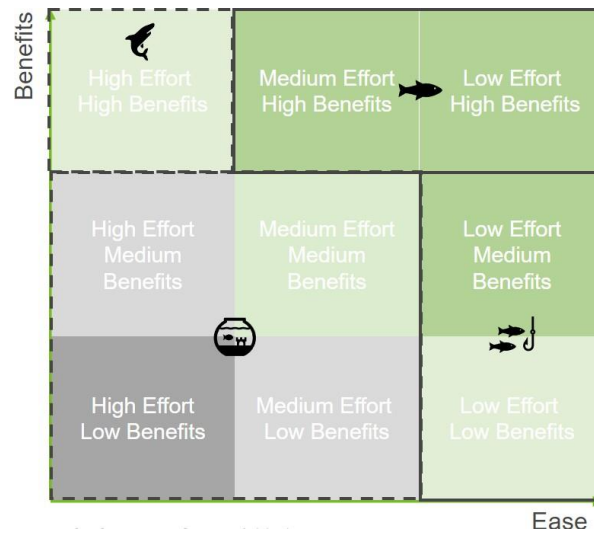 Benefits
High Effort
High Benefits
Medium Effort
High Benefits
Low Effort
High Benefits
High Effort
Medium
Benefits
Medium Effort
Medium
Benefits
Low Effort
Medium
Benefits
High Effort
Low Benefits
Medium Effort
Low Benefits
Low Effort
Low Benefits
Ease